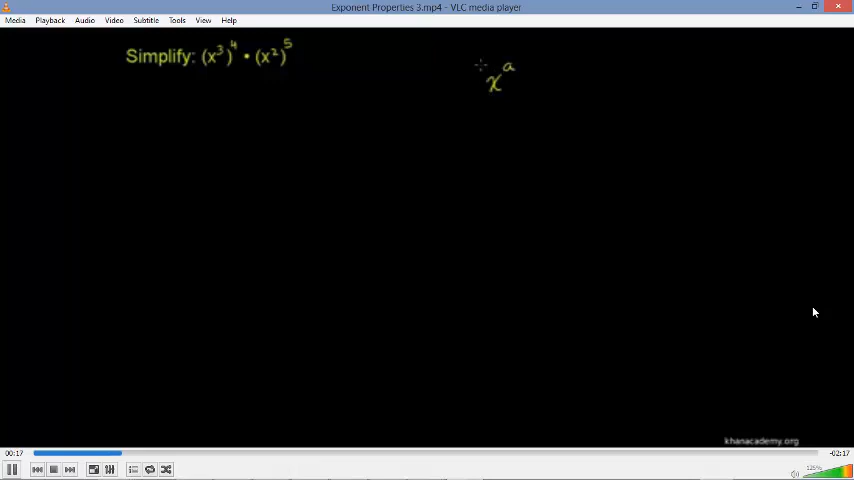 Exponent Properties 3.mp4 - VLC media player
Media Playback Audio Video Subtitle Tools View Help
Simplify: (x³)⁴ • (x²)⁵
xᵃ
khanacademy.org
00:17 -02:17
125%